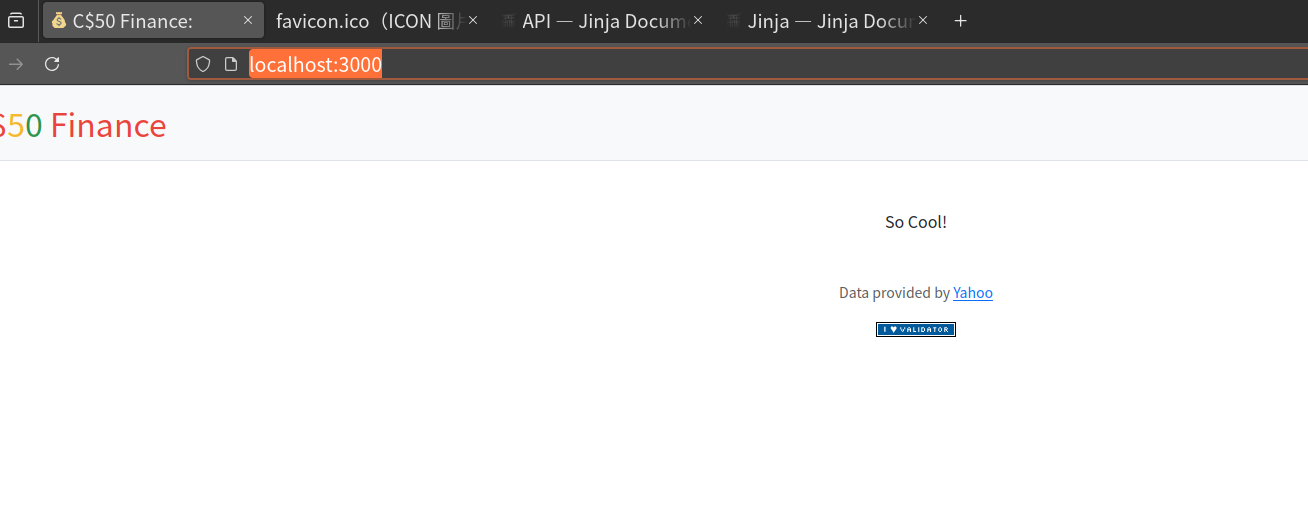 C$50 Finance:
favicon.ico（ICON 圖
API — Jinja Docum
Jinja — Jinja Docum
localhost:3000
$50 Finance
So Cool!
Data provided by Yahoo
I ♥ VALIDATOR